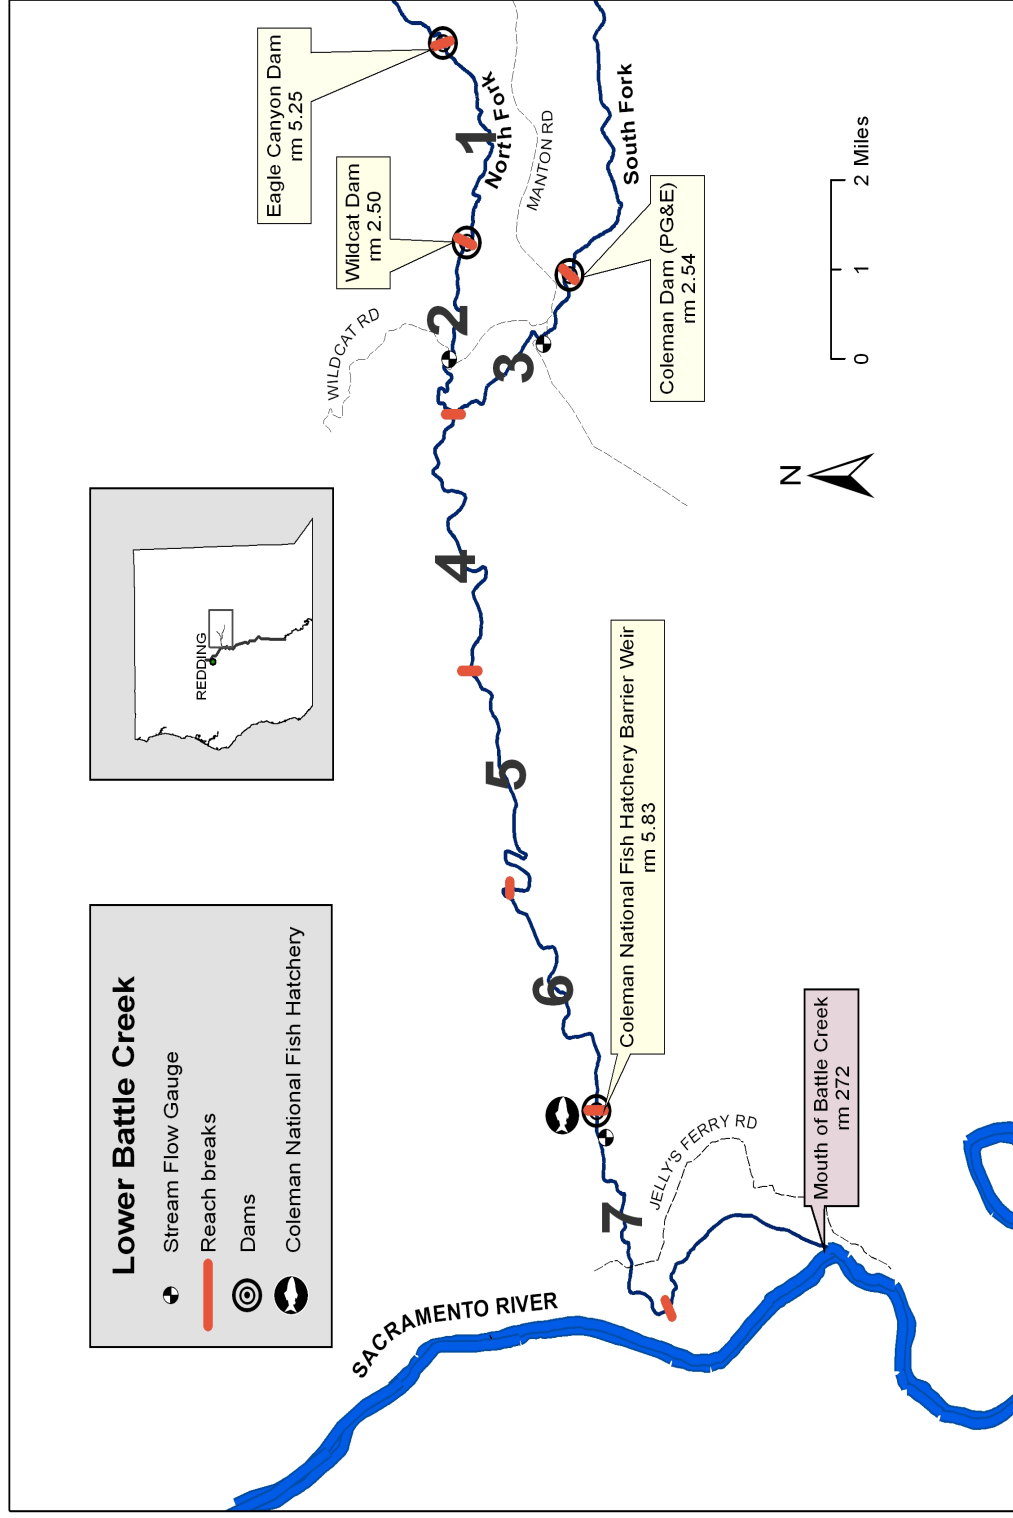 Lower Battle Creek
Stream Flow Gauge
Reach breaks
Dams
Coleman National Fish Hatchery
REDDING
WILDCAT RD
Wildcat Dam
rm 2.50
Eagle Canyon Dam
rm 5.25
North Fork
MANTON RD
South Fork
1
2
3
4
5
6
7
Coleman Dam (PG&E)
rm 2.54
Coleman National Fish Hatchery Barrier Weir
rm 5.83
SACRAMENTO RIVER
JELLY'S FERRY RD
Mouth of Battle Creek
rm 272
N
0 1 2 Miles